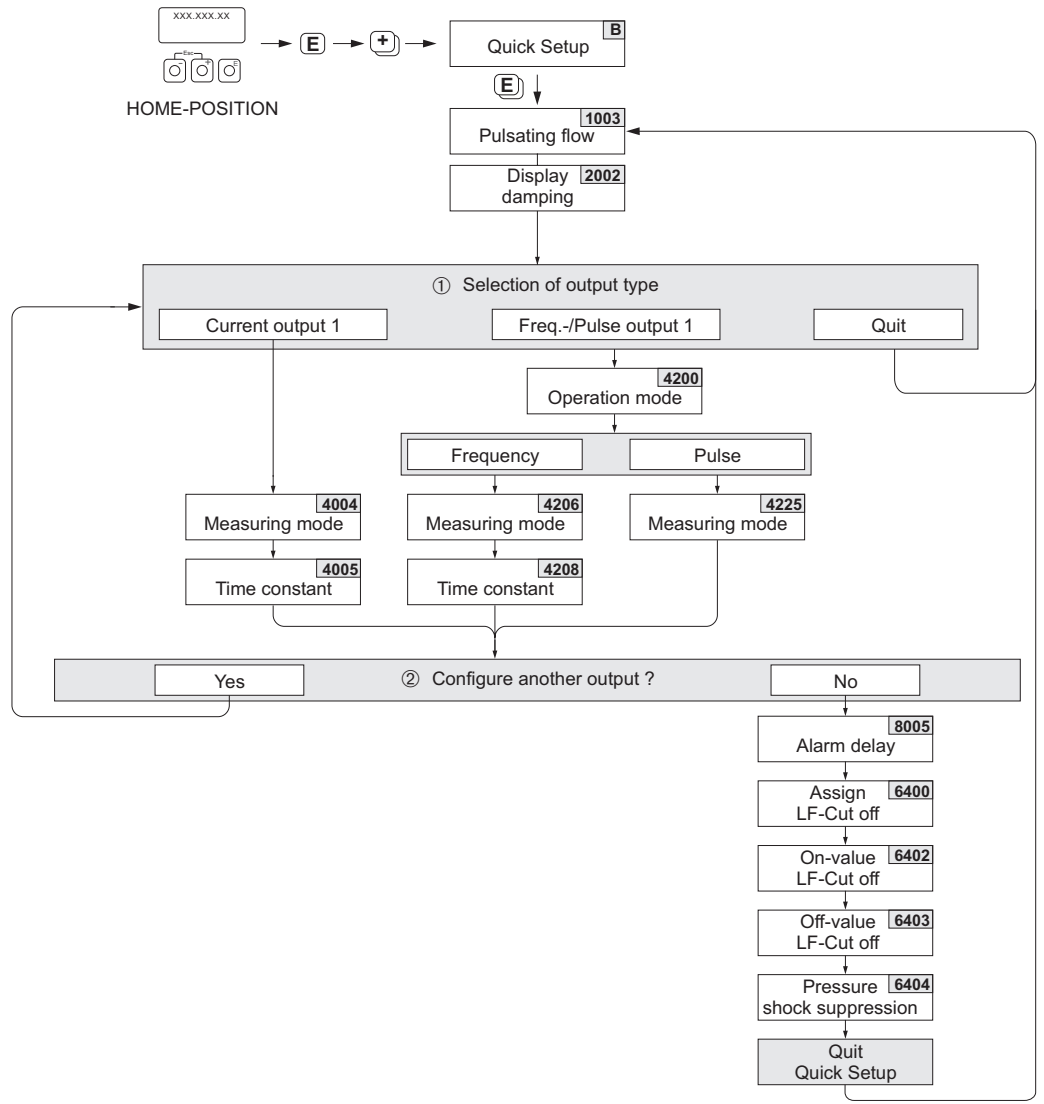 xxx.xxx.xx
Esc
- + E
HOME-POSITION
E
+
B
Quick Setup
E
1003
Pulsating flow
Display 2002
damping
① Selection of output type
Current output 1
Freq.-/Pulse output 1
Quit
4200
Operation mode
Frequency
Pulse
4004
Measuring mode
4206
Measuring mode
4225
Measuring mode
4005
Time constant
4208
Time constant
Yes
② Configure another output ?
No
8005
Alarm delay
Assign 6400
LF-Cut off
On-value 6402
LF-Cut off
Off-value 6403
LF-Cut off
Pressure 6404
shock suppression
Quit
Quick Setup